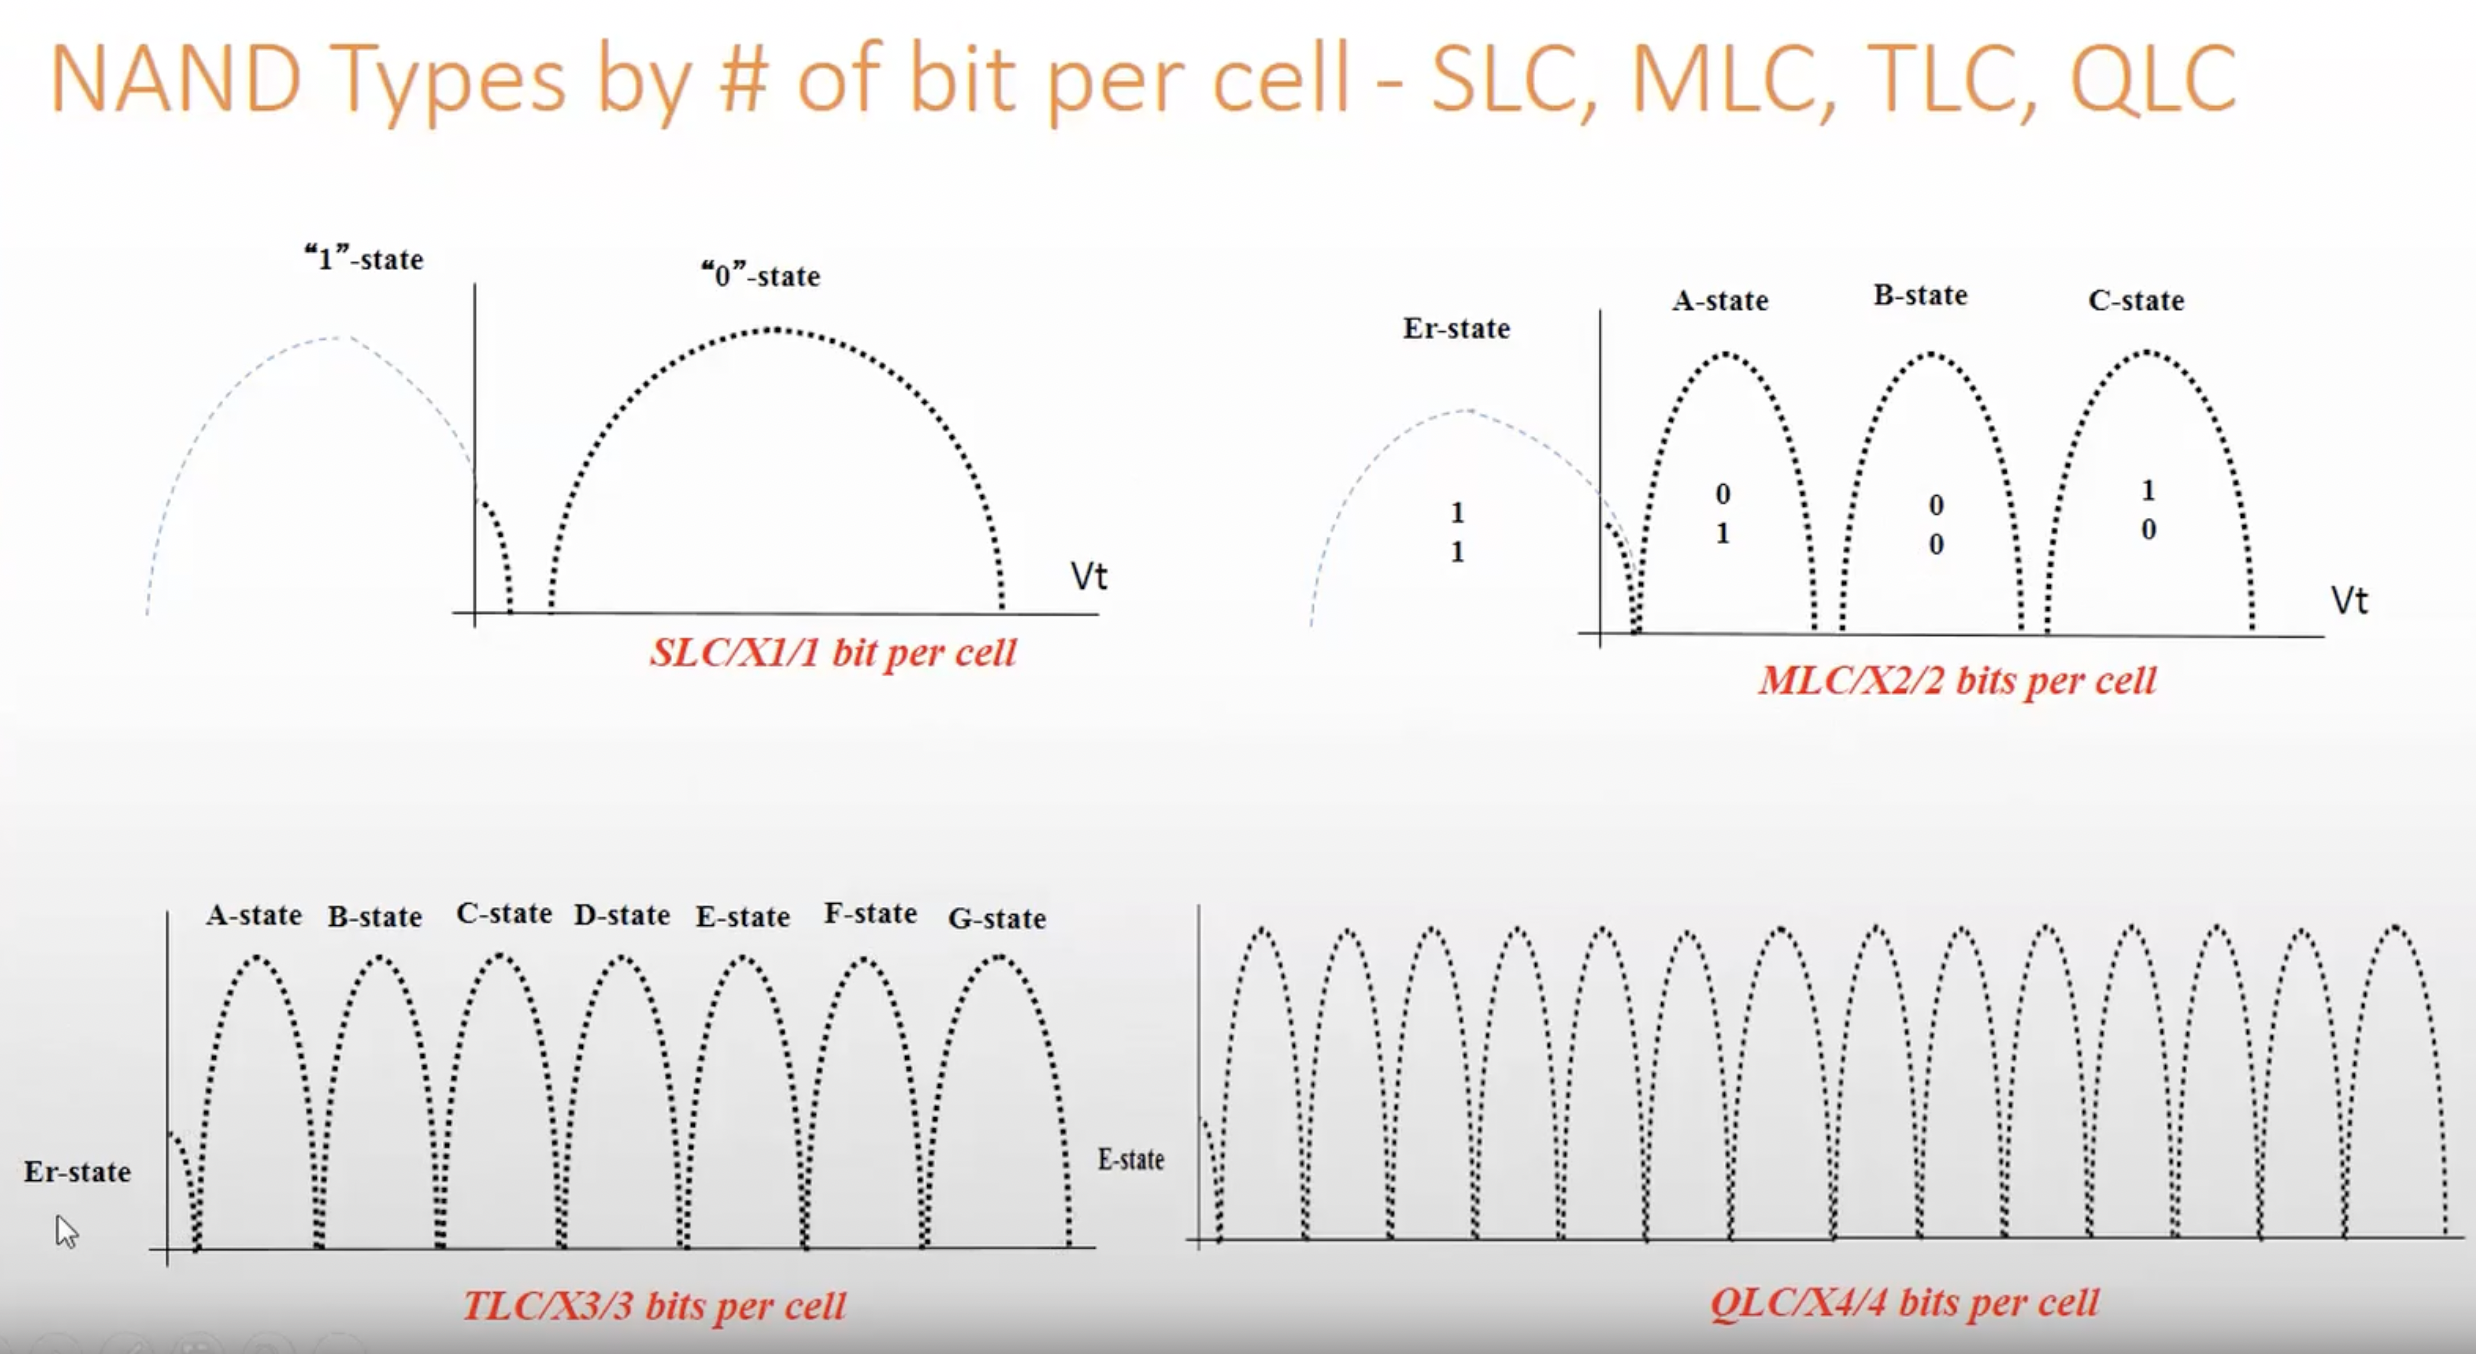 NAND Types by # of bit per cell - SLC, MLC, TLC, QLC
“1”-state
“0”-state
Vt
SLC/X1/1 bit per cell
Er-state
A-state
B-state
C-state
1
1
0
1
0
0
1
0
Vt
MLC/X2/2 bits per cell
A-state B-state C-state D-state E-state F-state G-state
Er-state
TLC/X3/3 bits per cell
E-state
QLC/X4/4 bits per cell